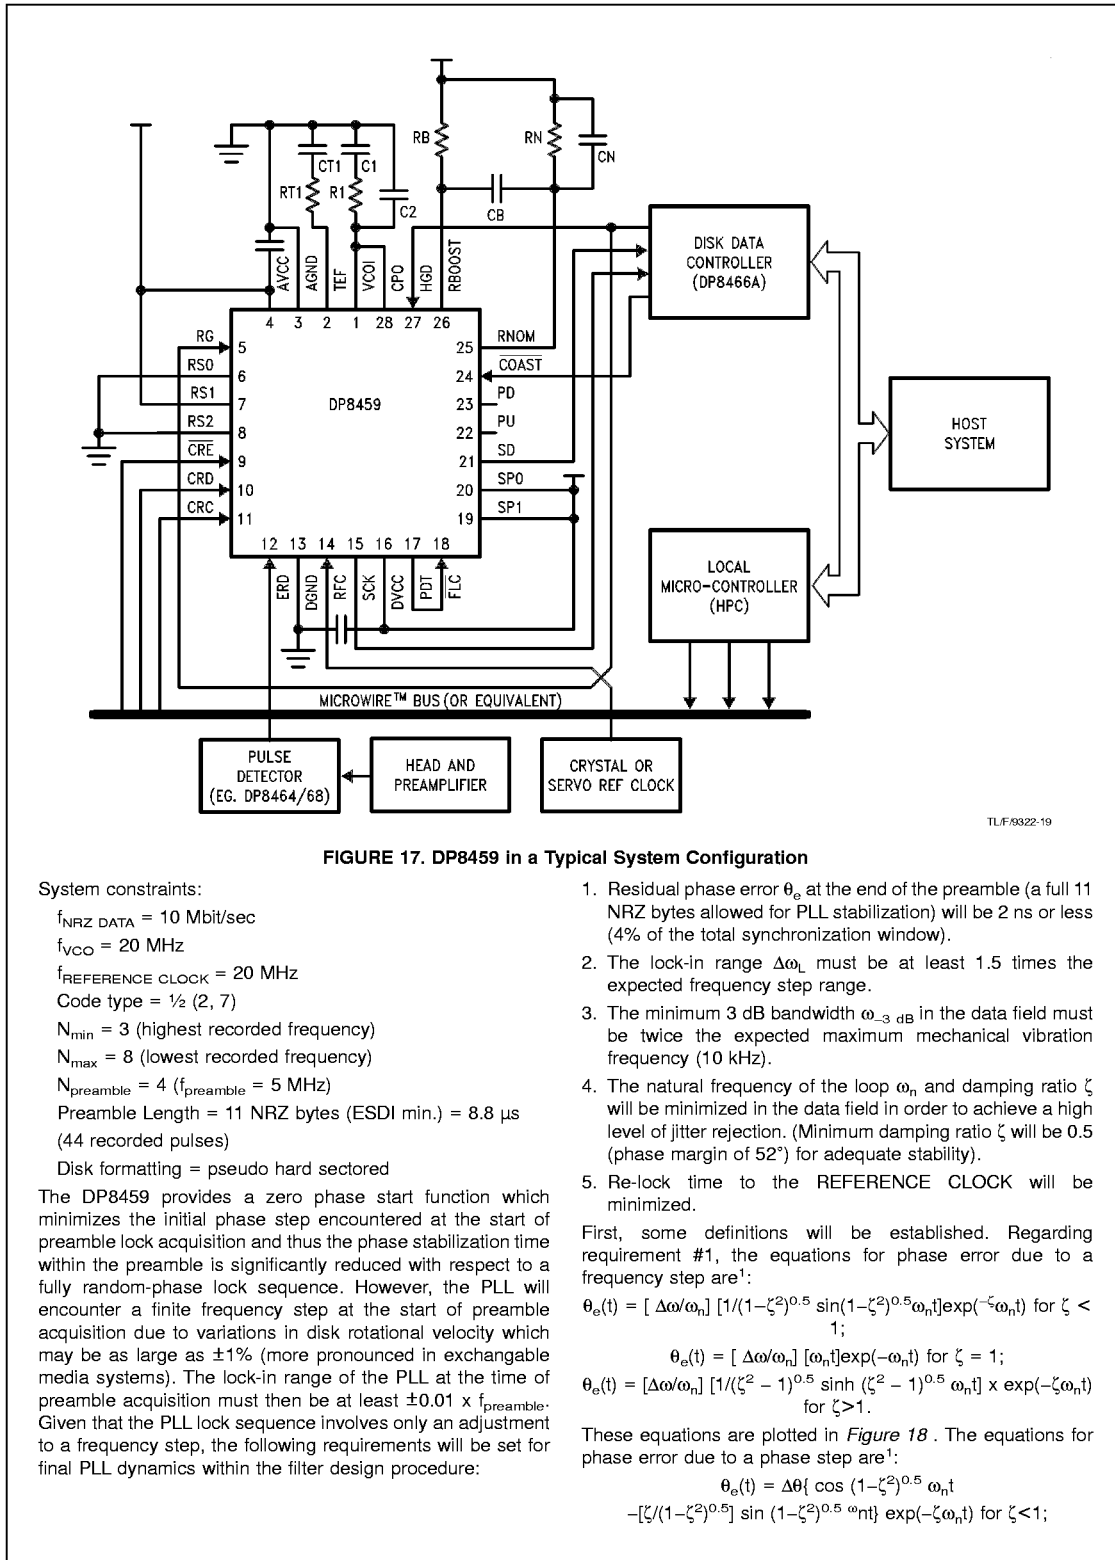 RB
RN
CN
CB
CT1
C1
RT1
R1
C2
AVCC
AGND
TEF
VCOI
CPO
HGD
RBOOST
4 3 2 1 28 27 26
RG
5
RS0
6
RS1
7
RS2
8
CRE
9
CRD
10
CRC
11
DP8459
25
RNOM
24
COAST
23
PD
22
PU
21
SD
20
SP0
19
SP1
12 13 14 15 16 17 18
ERD
DGND
RFC
SCK
DVCC
PDT
FLC
DISK DATA
CONTROLLER
(DP8466A)
HOST
SYSTEM
LOCAL
MICRO-CONTROLLER
(HPC)
MICROWIRE™ BUS (OR EQUIVALENT)
PULSE
DETECTOR
(EG. DP8464/68)
HEAD AND
PREAMPLIFIER
CRYSTAL OR
SERVO REF CLOCK
TL/F/9322-19
FIGURE 17. DP8459 in a Typical System Configuration
System constraints:
f_NRZ DATA = 10 Mbit/sec
f_VCO = 20 MHz
f_REFERENCE CLOCK = 20 MHz
Code type = ½ (2, 7)
N_min = 3 (highest recorded frequency)
N_max = 8 (lowest recorded frequency)
N_preamble = 4 (f_preamble = 5 MHz)
Preamble Length = 11 NRZ bytes (ESDI min.) = 8.8 μs
(44 recorded pulses)
Disk formatting = pseudo hard sectored
The DP8459 provides a zero phase start function which
minimizes the initial phase step encountered at the start of
preamble lock acquisition and thus the phase stabilization time
within the preamble is significantly reduced with respect to a
fully random-phase lock sequence. However, the PLL will
encounter a finite frequency step at the start of preamble
acquisition due to variations in disk rotational velocity which
may be as large as ±1% (more pronounced in exchangable
media systems). The lock-in range of the PLL at the time of
preamble acquisition must then be at least ±0.01 x f_preamble.
Given that the PLL lock sequence involves only an adjustment
to a frequency step, the following requirements will be set for
final PLL dynamics within the filter design procedure:
1. Residual phase error θ_e at the end of the preamble (a full 11
NRZ bytes allowed for PLL stabilization) will be 2 ns or less
(4% of the total synchronization window).
2. The lock-in range Δω_L must be at least 1.5 times the
expected frequency step range.
3. The minimum 3 dB bandwidth ω_–3 dB in the data field must
be twice the expected maximum mechanical vibration
frequency (10 kHz).
4. The natural frequency of the loop ω_n and damping ratio ζ
will be minimized in the data field in order to achieve a high
level of jitter rejection. (Minimum damping ratio ζ will be 0.5
(phase margin of 52°) for adequate stability).
5. Re-lock time to the REFERENCE CLOCK will be
minimized.
First, some definitions will be established. Regarding
requirement #1, the equations for phase error due to a
frequency step are¹:
θ_e(t) = [ Δω/ω_n] [1/(1–ζ²)^0.5 sin(1–ζ²)^0.5ω_nt]exp(^–ζω_nt) for ζ <
1;
θ_e(t) = [ Δω/ω_n] [ω_nt]exp(–ω_nt) for ζ = 1;
θ_e(t) = [Δω/ω_n] [1/(ζ² – 1)^0.5 sinh (ζ² – 1)^0.5 ω_nt] x exp(–ζω_nt)
for ζ>1.
These equations are plotted in Figure 18 . The equations for
phase error due to a phase step are¹:
θ_e(t) = Δθ{ cos (1–ζ²)^0.5 ω_nt
–[ζ/(1–ζ²)^0.5] sin (1–ζ²)^0.5 ^ωnt} exp(–ζω_nt) for ζ<1;